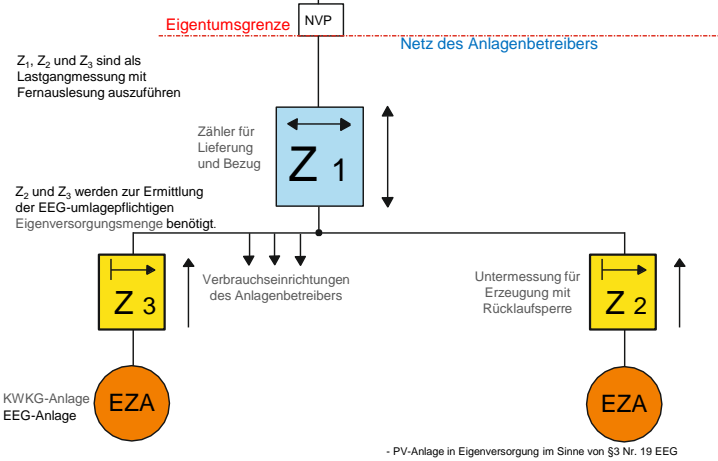 Eigentumsgrenze
NVP
Netz des Anlagenbetreibers
Z₁, Z₂ und Z₃ sind als
Lastgangmessung mit
Fernauslesung auszuführen
Zähler für
Lieferung
und Bezug
Z 1
Z₂ und Z₃ werden zur Ermittlung
der EEG-umlagepflichtigen
Eigenversorgungsmenge benötigt.
Z 3
Verbrauchseinrichtungen
des Anlagenbetreibers
Untermessung für
Erzeugung mit
Rücklaufsperre
Z 2
KWKG-Anlage
EEG-Anlage
EZA
EZA
- PV-Anlage in Eigenversorgung im Sinne von §3 Nr. 19 EEG